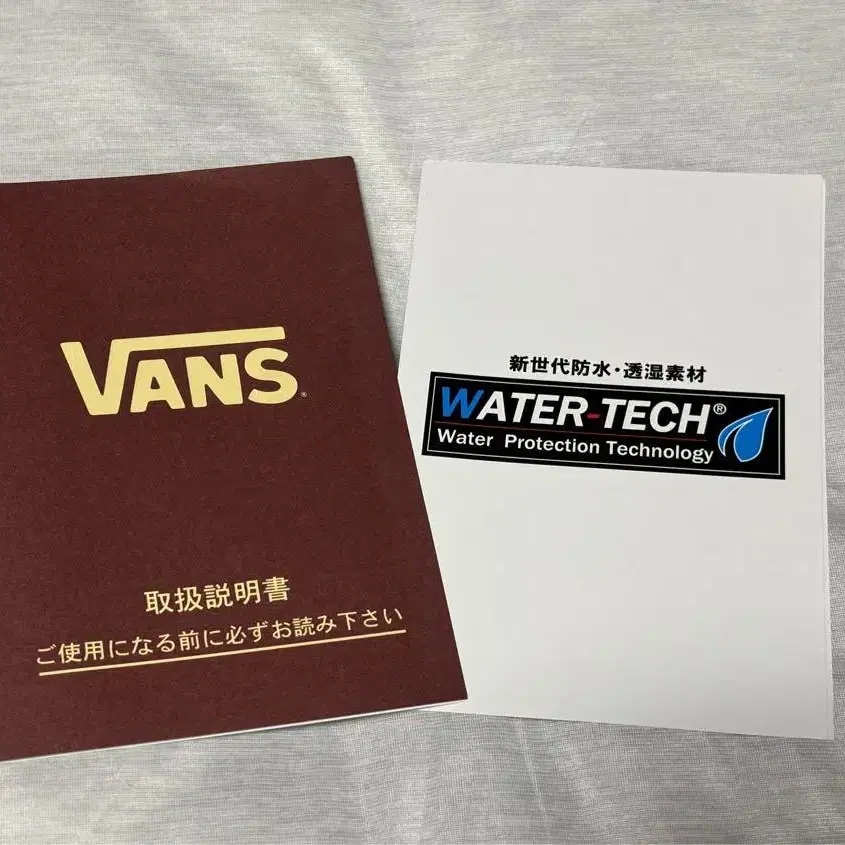 VANS®
取扱説明書
ご使用になる前に必ずお読み下さい
新世代防水・透湿素材
WATER-TECH®
Water Protection Technology